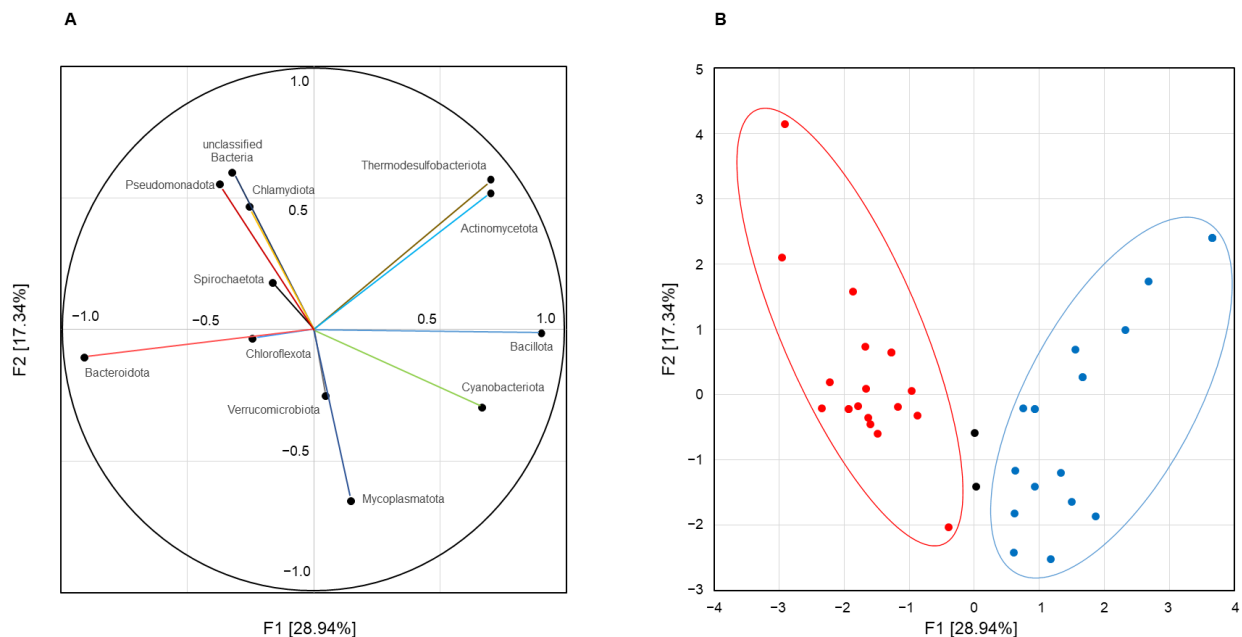 A
B
1.0
unclassified
Bacteria
Thermodesulfobacteriota
Pseudomonadota
Chlamydiota
0.5
Actinomycetota
Spirochaetota
−1.0
−0.5
0.5
1.0
Chloroflexota
Bacillota
Bacteroidota
Cyanobacteriota
Verrucomicrobiota
−0.5
Mycoplasmatota
−1.0
F2 [17.34%]
F1 [28.94%]
5
4
3
2
1
0
−1
−2
−3
−4
−3
−2
−1
0
1
2
3
4
F2 [17.34%]
F1 [28.94%]